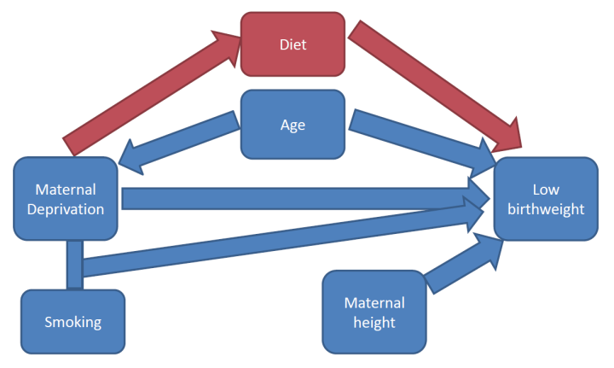 Diet
Age
Maternal
Deprivation
Low
birthweight
Smoking
Maternal
height